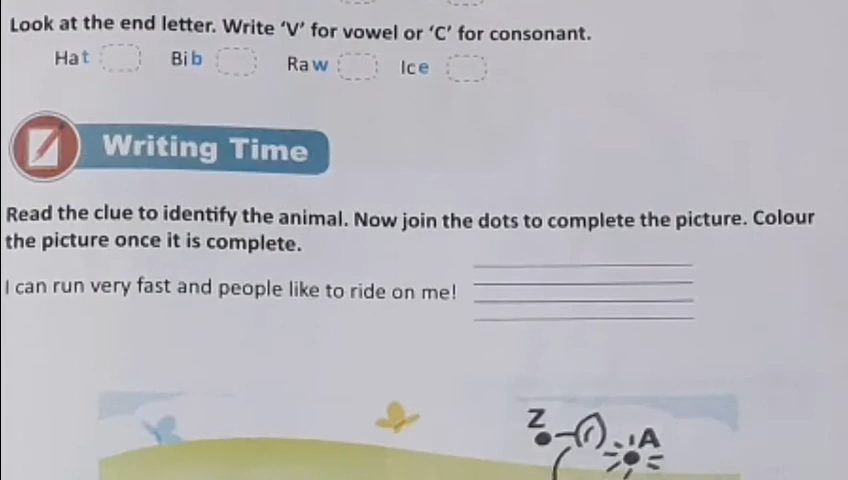 Look at the end letter. Write ‘V’ for vowel or ‘C’ for consonant.
Hat Bib Raw Ice
Writing Time
Read the clue to identify the animal. Now join the dots to complete the picture. Colour
the picture once it is complete.
I can run very fast and people like to ride on me!
Z A